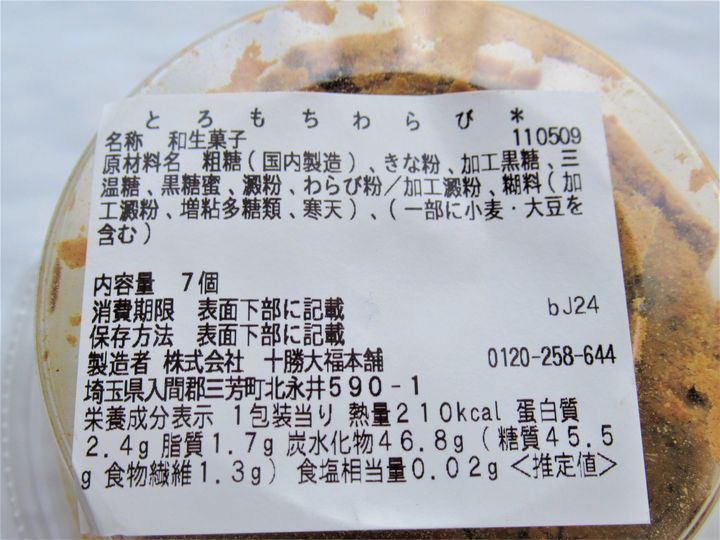 とろもちわらび*
名称 和生菓子 110509
原材料名 粗糖(国内製造)、きな粉、加工黒糖、三
温糖、黒糖蜜、澱粉、わらび粉/加工澱粉、糊料(加
工澱粉、増粘多糖類、寒天)、(一部に小麦・大豆を
含む)
内容量 7個
消費期限 表面下部に記載 bJ24
保存方法 表面下部に記載
製造者 株式会社 十勝大福本舗 0120-258-644
埼玉県入間郡三芳町北永井590-1
栄養成分表示 1包装当り 熱量210kcal 蛋白質
2.4g 脂質1.7g 炭水化物46.8g(糖質45.5
g 食物繊維1.3g) 食塩相当量0.02g <推定値>